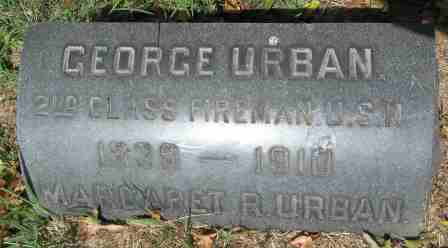 GEORGE URBAN.
2ND CLASS FIREMAN U.S.N
1839 — 1910
MARGARET R. URBAN.